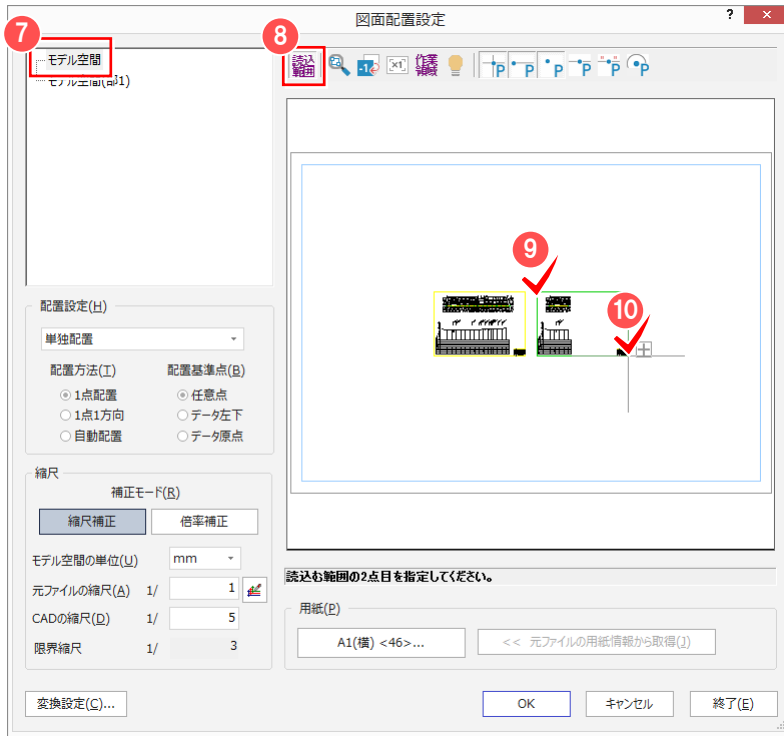 図面配置設定
?
×
7
8
モデル空間
モデル空間(部1)
読込
範囲
-1
×1
作業
領域
P
P
P
P
P
P
9
10
配置設定(H)
単独配置
配置方法(T)
配置基準点(B)
1点配置
任意点
1点1方向
データ左下
自動配置
データ原点
縮尺
補正モード(R)
縮尺補正
倍率補正
モデル空間の単位(U)
mm
元ファイルの縮尺(A) 1/ 1
CADの縮尺(D) 1/ 5
限界縮尺 1/ 3
読込む範囲の2点目を指定してください。
用紙(P)
A1(横) <46>...
<< 元ファイルの用紙情報から取得(J)
変換設定(C)...
OK
キャンセル
終了(E)